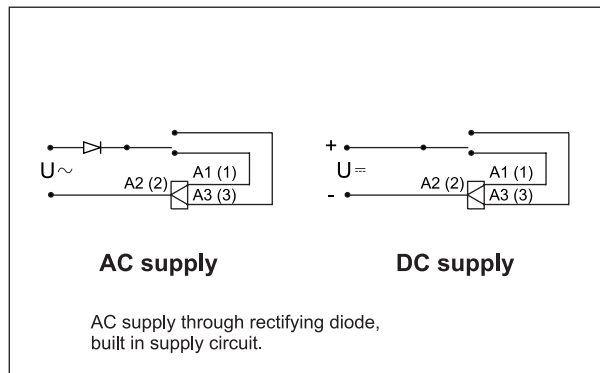 U~
A1 (1)
A2 (2)
A3 (3)
AC supply
+
U⎓
-
A1 (1)
A2 (2)
A3 (3)
DC supply
AC supply through rectifying diode,
built in supply circuit.